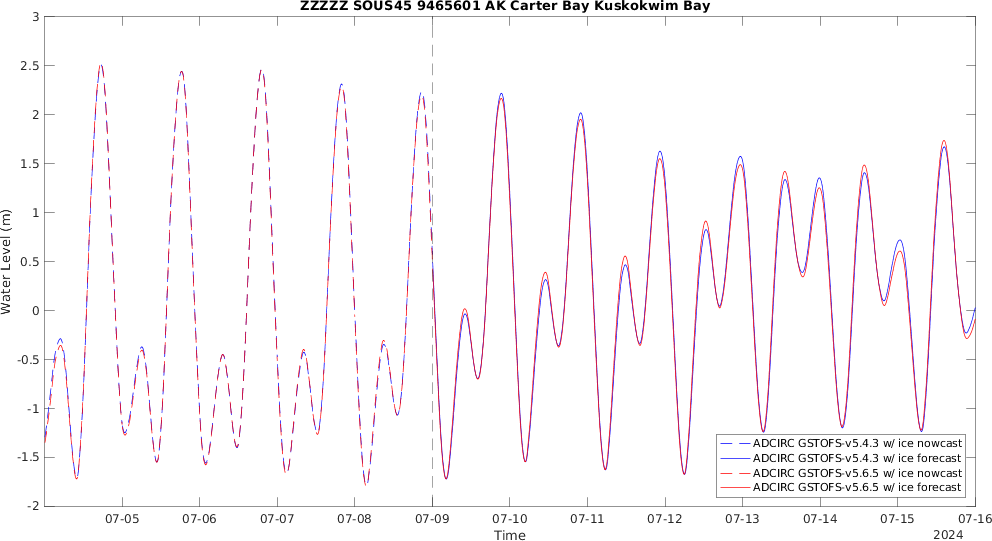 ZZZZZ SOUS45 9465601 AK Carter Bay Kuskokwim Bay
3
2.5
2
1.5
1
0.5
0
-0.5
-1
-1.5
-2
Water Level (m)
07-05 07-06 07-07 07-08 07-09 07-10 07-11 07-12 07-13 07-14 07-15 07-16
Time
2024
ADCIRC GSTOFS-v5.4.3 w/ ice nowcast
ADCIRC GSTOFS-v5.4.3 w/ ice forecast
ADCIRC GSTOFS-v5.6.5 w/ ice nowcast
ADCIRC GSTOFS-v5.6.5 w/ ice forecast